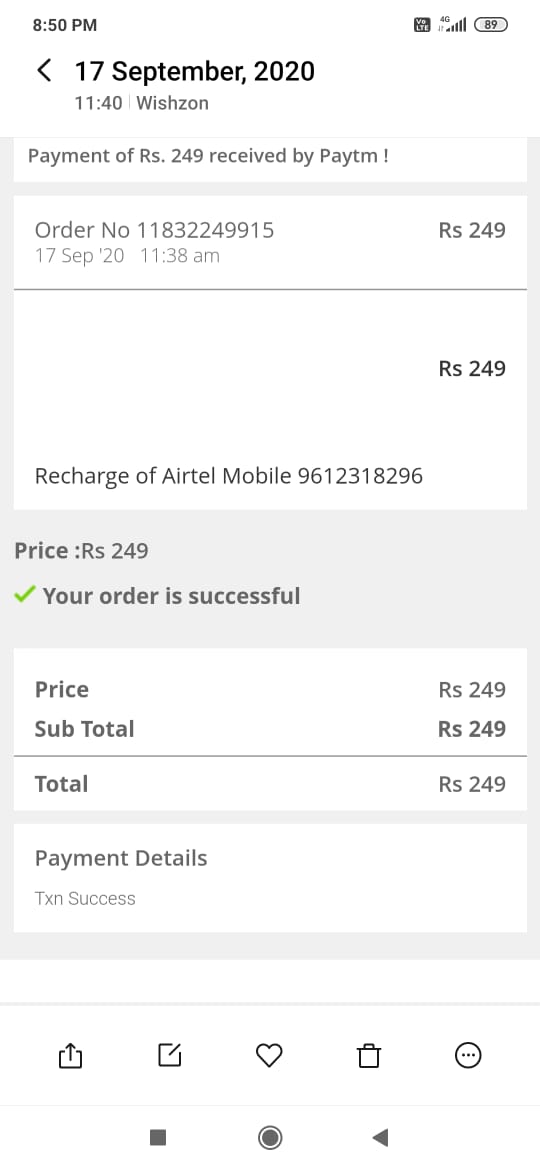 8:50 PM
Vo LTE 4G 89
17 September, 2020
11:40 Wishzon
Payment of Rs. 249 received by Paytm !
Order No 11832249915 Rs 249
17 Sep '20 11:38 am
Rs 249
Recharge of Airtel Mobile 9612318296
Price :Rs 249
Your order is successful
Price Rs 249
Sub Total Rs 249
Total Rs 249
Payment Details
Txn Success